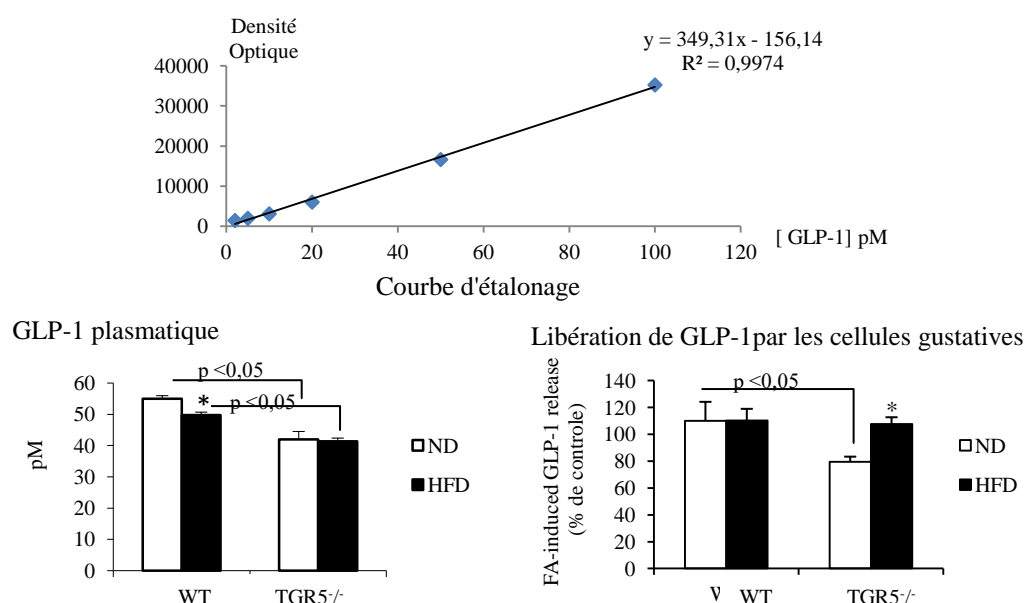 Densité
Optique
y = 349,31x - 156,14
R² = 0,9974
40000
30000
20000
10000
0
0 20 40 60 80 100 120
[ GLP-1] pM
Courbe d'étalonage
GLP-1 plasmatique
p <0,05
* p <0,05
60
50
40
30
20
10
0
pM
ND
HFD
WT TGR5-/-
Libération de GLP-1par les cellules gustatives
FA-induced GLP-1 release
(% de controle)
140
120
100
80
60
40
20
0
p <0,05
*
ND
HFD
WT TGR5-/-